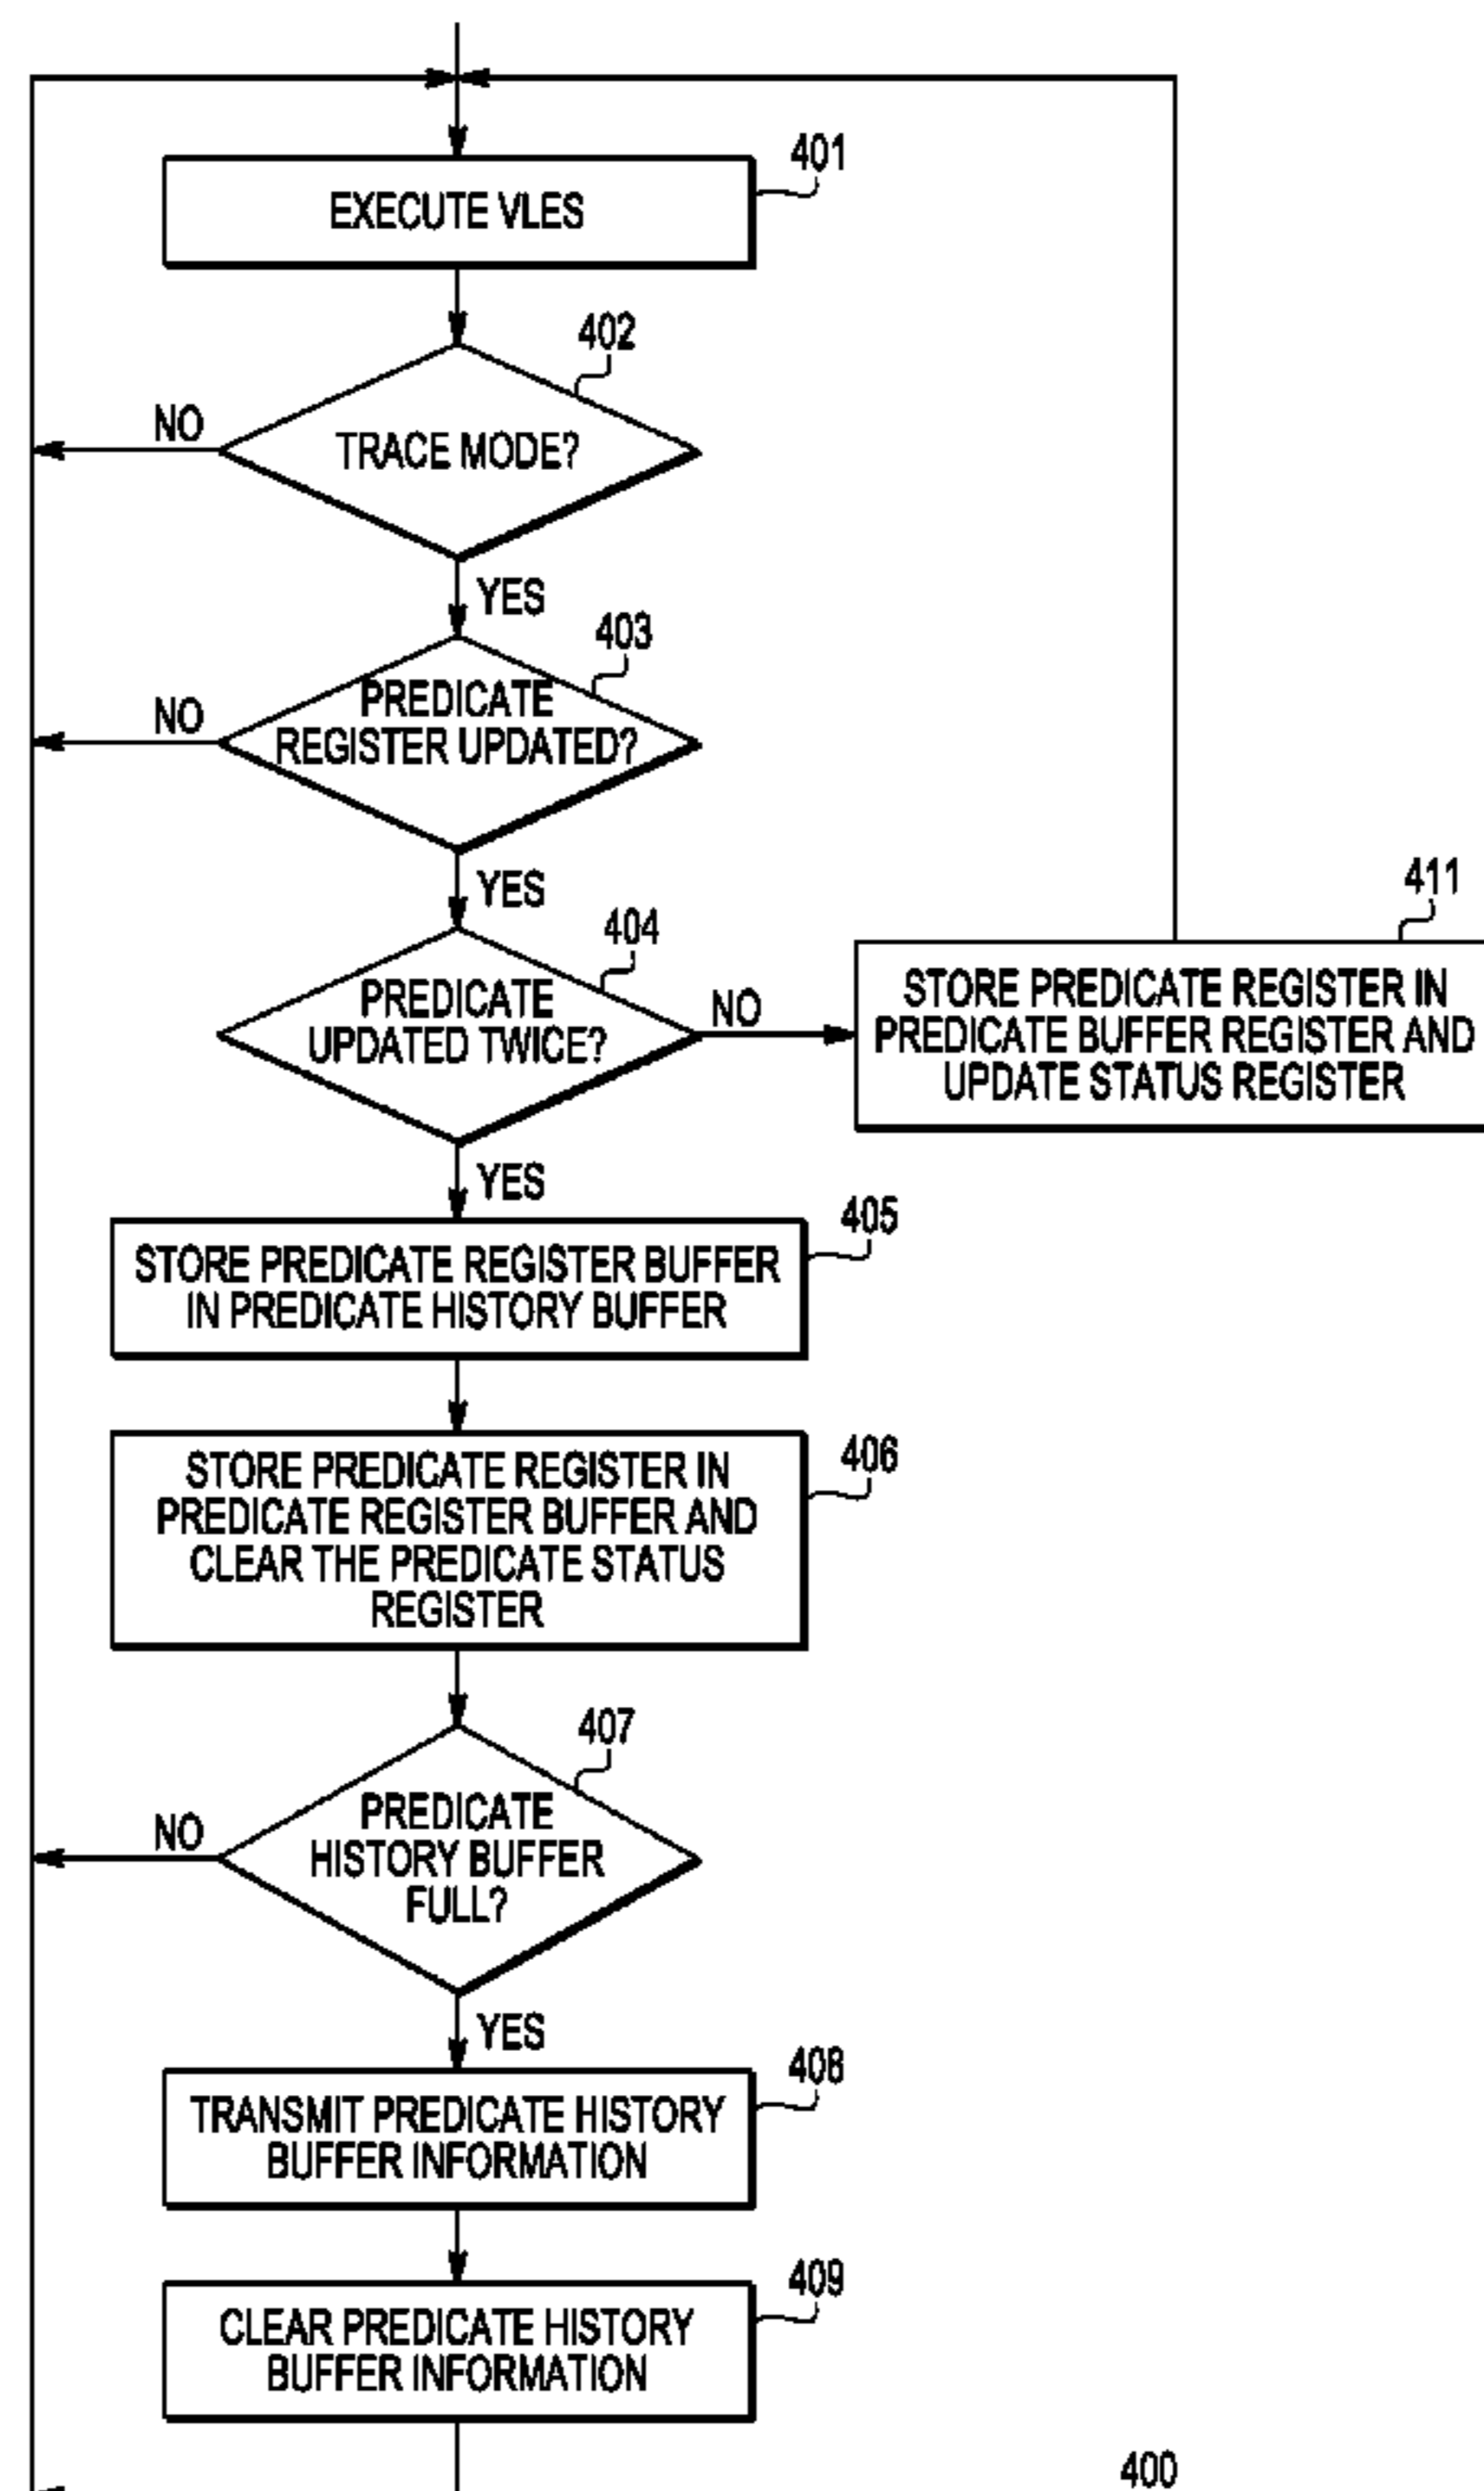 401
EXECUTE VLES
402
NO
TRACE MODE?
YES
403
NO
PREDICATE
REGISTER UPDATED?
YES
404
PREDICATE
UPDATED TWICE?
NO
411
STORE PREDICATE REGISTER IN
PREDICATE BUFFER REGISTER AND
UPDATE STATUS REGISTER
YES
405
STORE PREDICATE REGISTER BUFFER
IN PREDICATE HISTORY BUFFER
406
STORE PREDICATE REGISTER IN
PREDICATE REGISTER BUFFER AND
CLEAR THE PREDICATE STATUS
REGISTER
407
NO
PREDICATE
HISTORY BUFFER
FULL?
YES
408
TRANSMIT PREDICATE HISTORY
BUFFER INFORMATION
409
CLEAR PREDICATE HISTORY
BUFFER INFORMATION
400